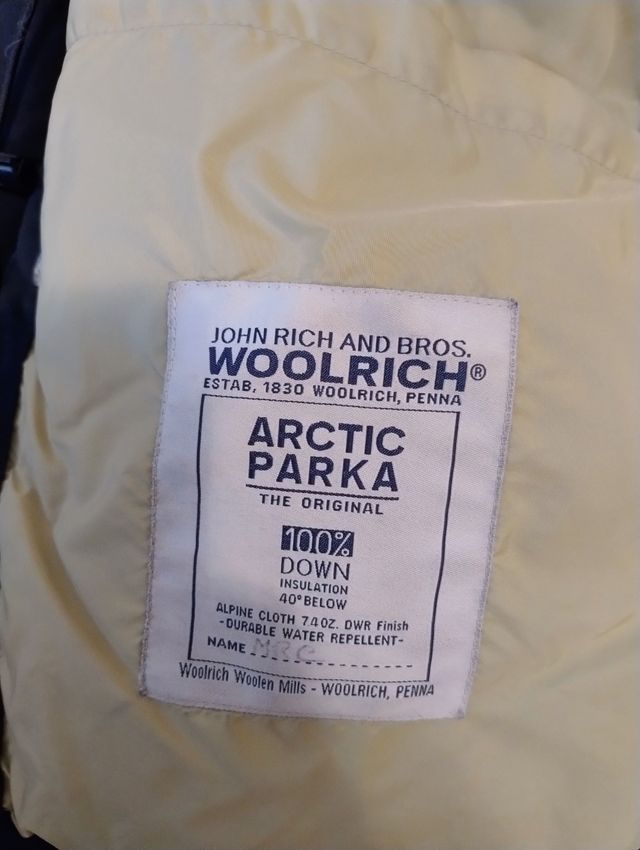 JOHN RICH AND BROS.
WOOLRICH®
ESTAB, 1830 WOOLRICH, PENNA
ARCTIC
PARKA
THE ORIGINAL
100%
DOWN
INSULATION
40° BELOW
ALPINE CLOTH 7.4 OZ. DWR Finish
-DURABLE WATER REPELLENT-
NAME
Woolrich Woolen Mills - WOOLRICH, PENNA